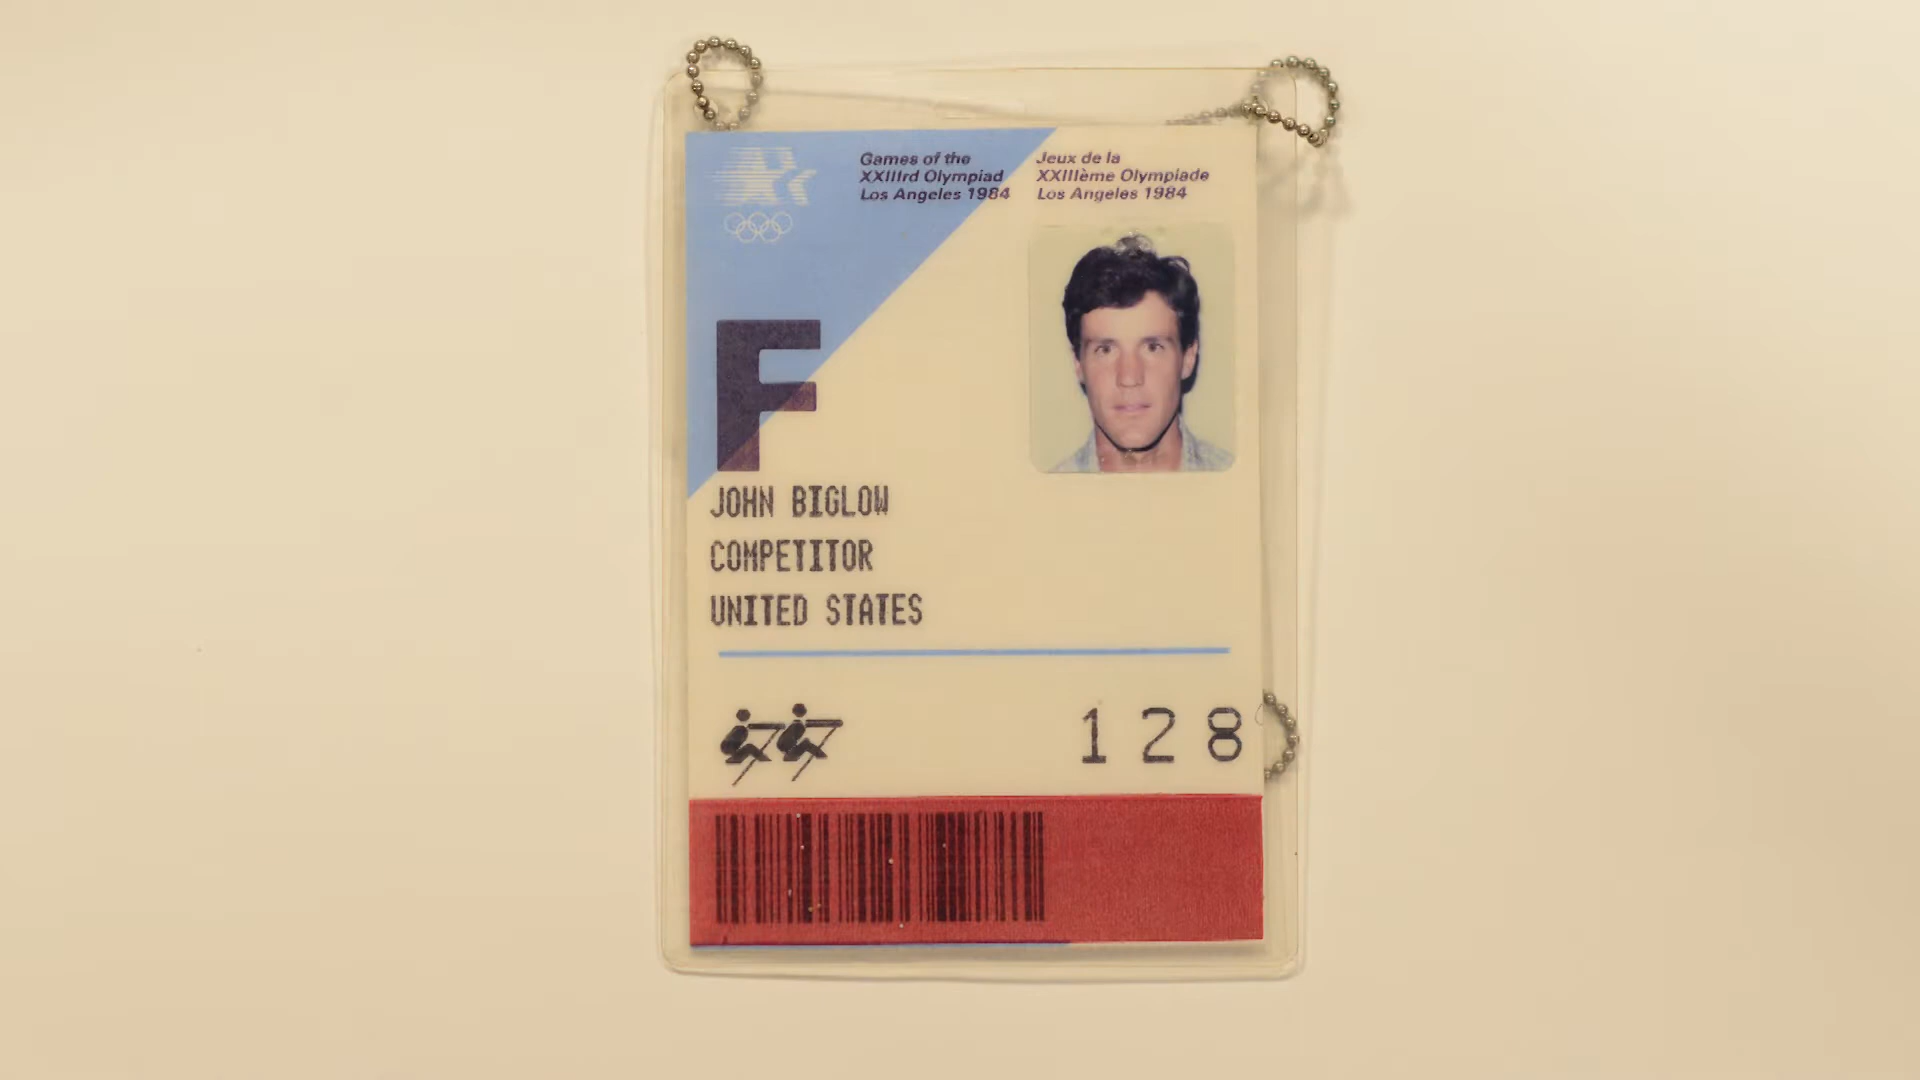 Games of the
XXIIIrd Olympiad
Los Angeles 1984
Jeux de la
XXIIIème Olympiade
Los Angeles 1984
F
JOHN BIGLOW
COMPETITOR
UNITED STATES
128